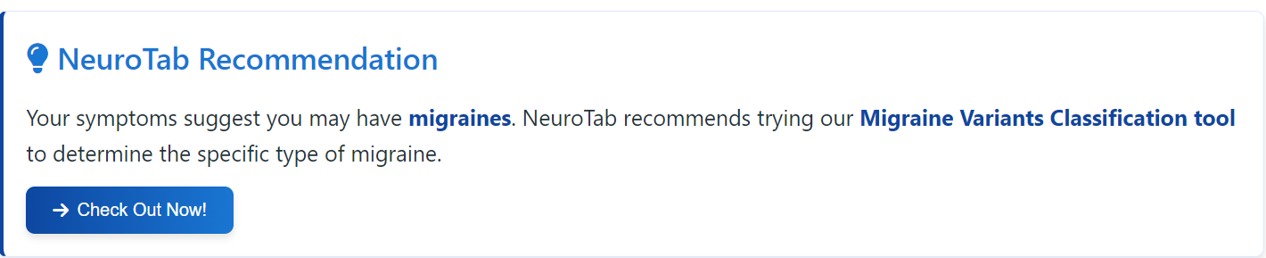 NeuroTab Recommendation
Your symptoms suggest you may have migraines. NeuroTab recommends trying our Migraine Variants Classification tool
to determine the specific type of migraine.
Check Out Now!